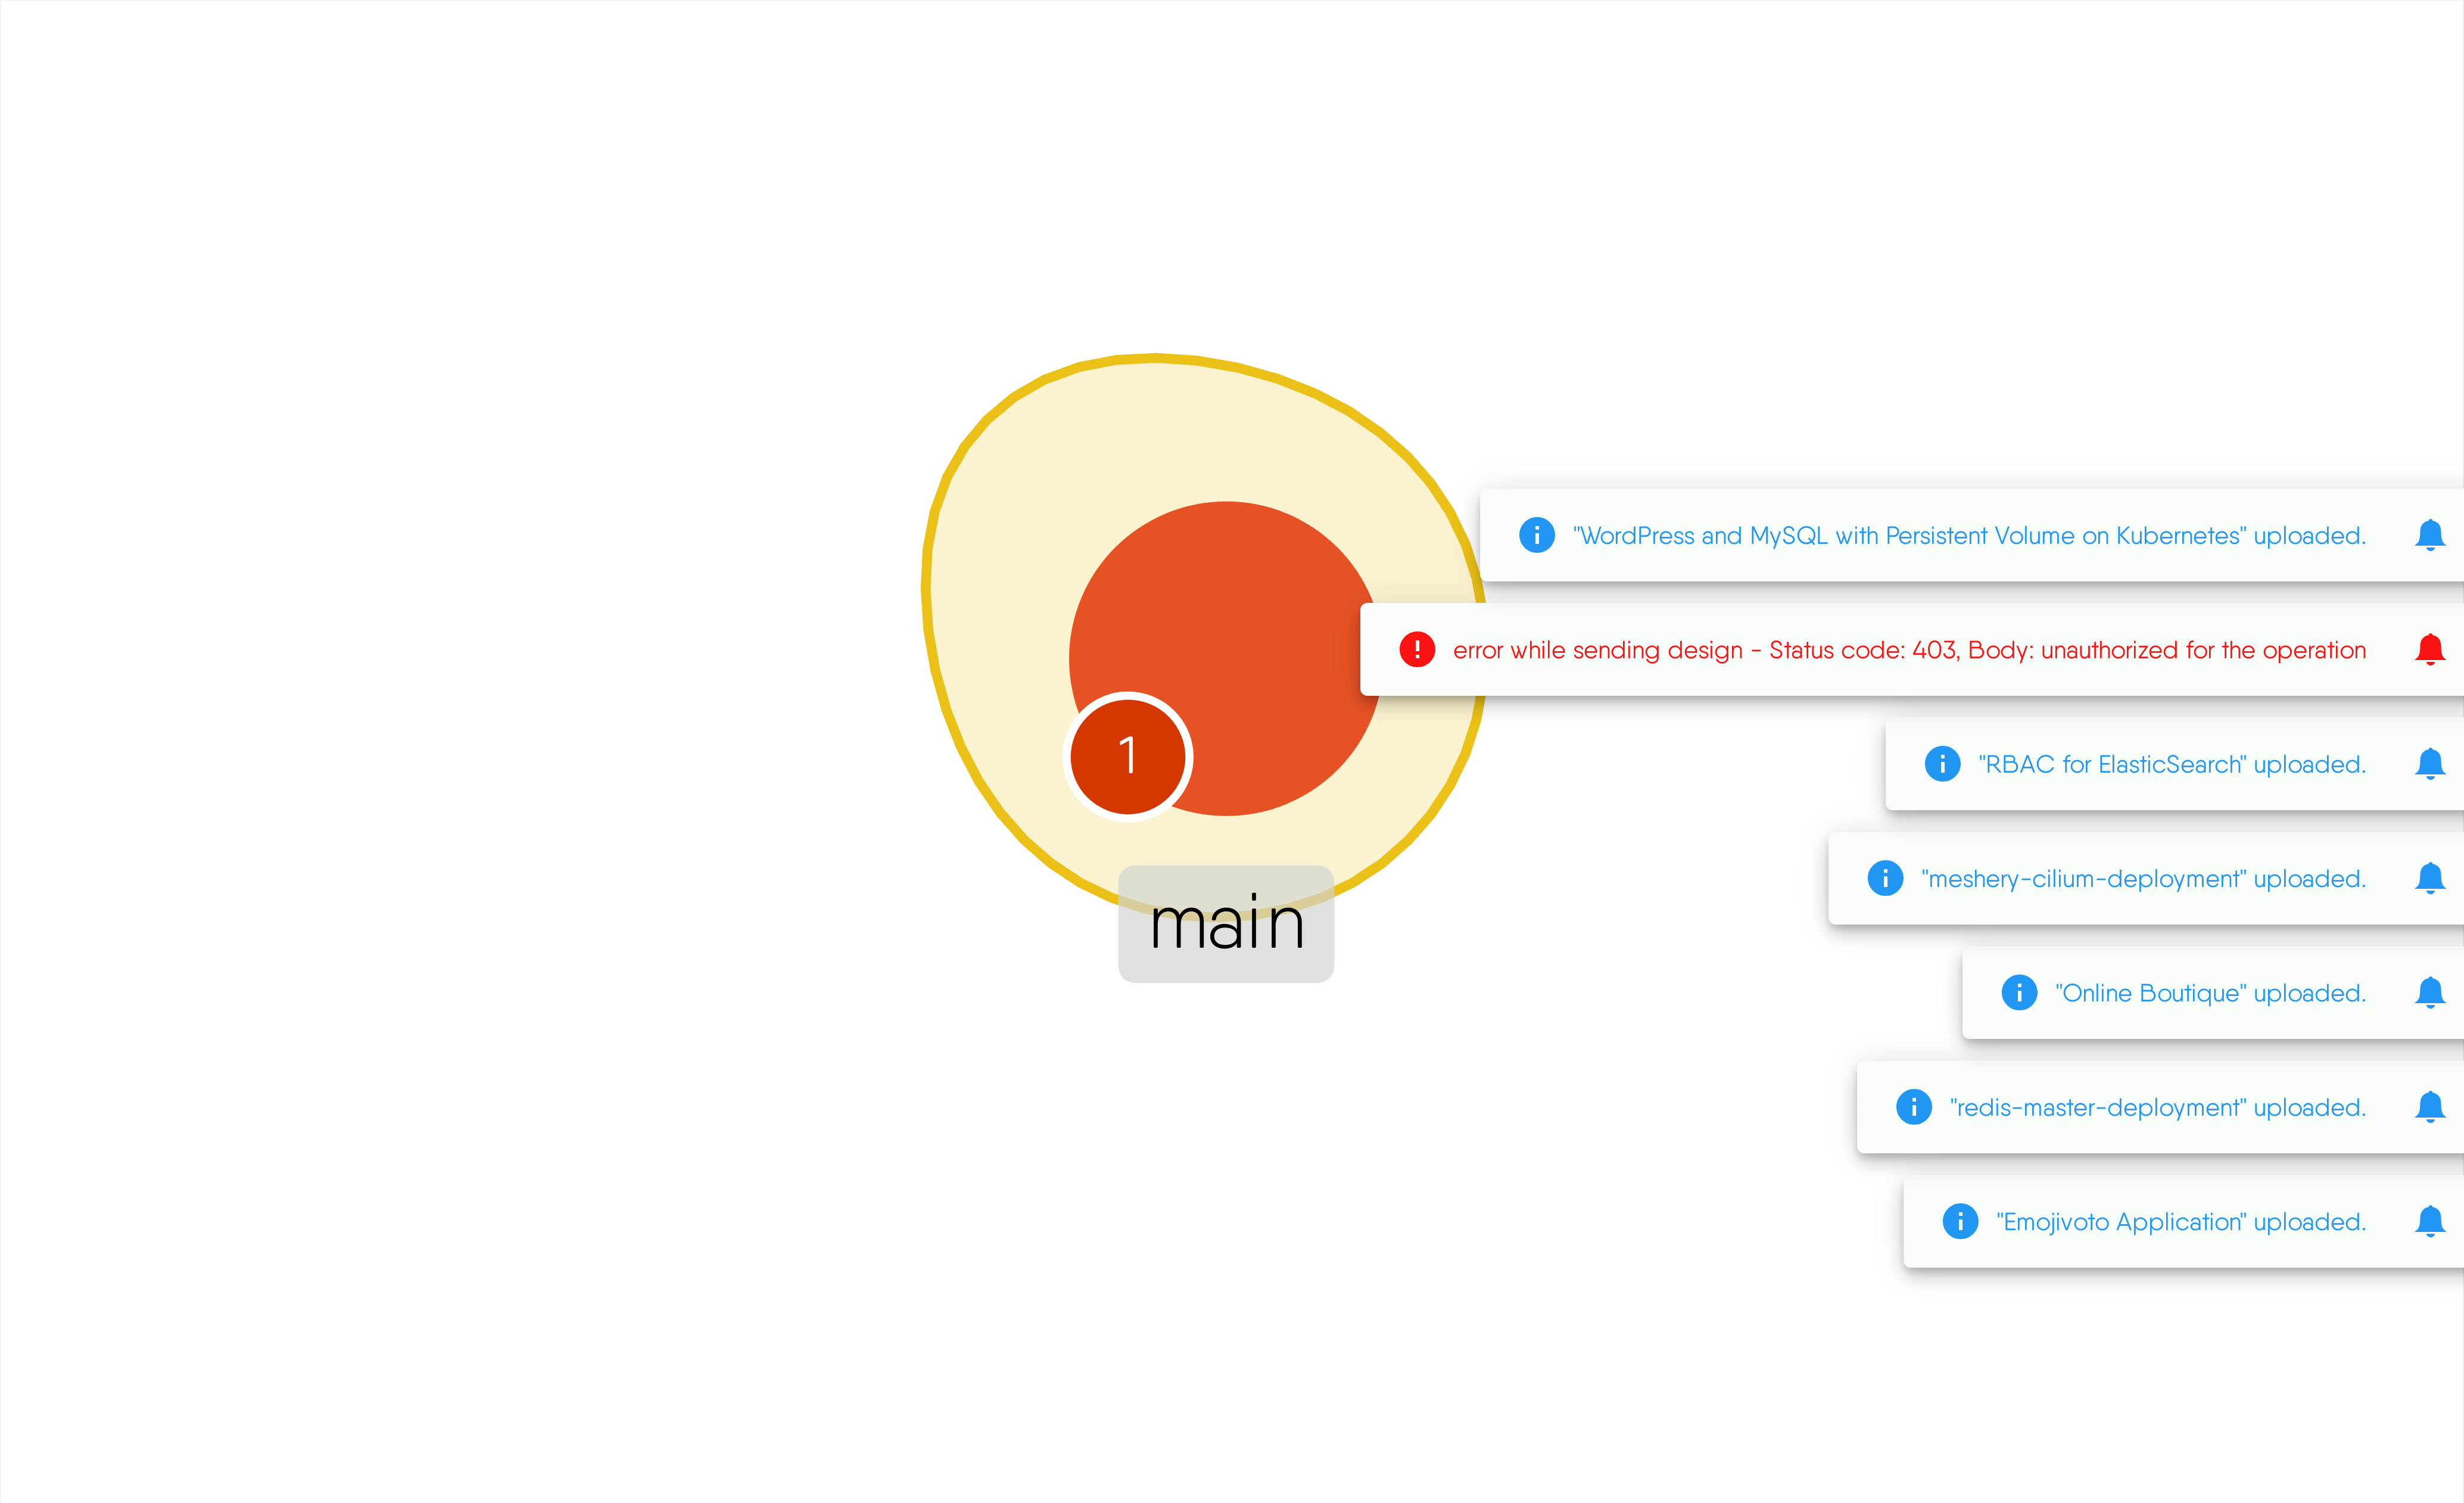 "WordPress and MySQL with Persistent Volume on Kubernetes" uploaded.
error while sending design - Status code: 403, Body: unauthorized for the operation
1
"RBAC for ElasticSearch" uploaded.
"meshery-cilium-deployment" uploaded.
main
"Online Boutique" uploaded.
"redis-master-deployment" uploaded.
"Emojivoto Application" uploaded.